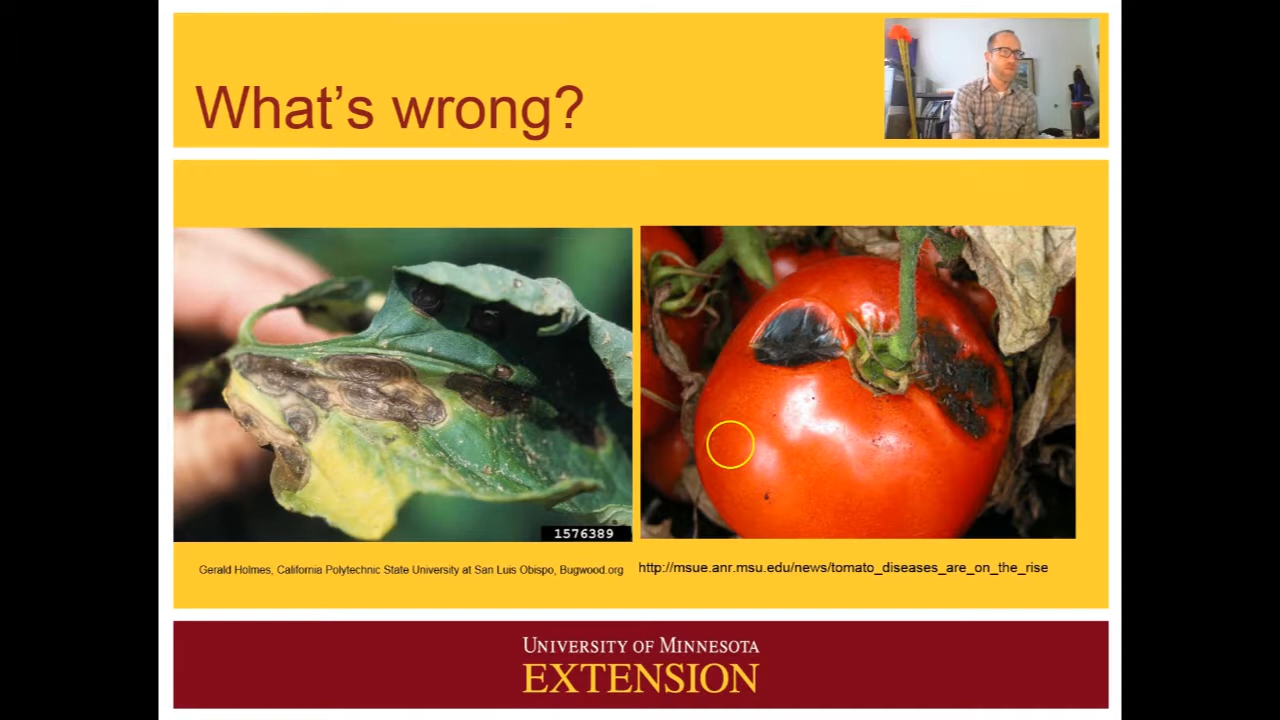 What's wrong?
1576389
Gerald Holmes, California Polytechnic State University at San Luis Obispo, Bugwood.org
http://msue.anr.msu.edu/news/tomato_diseases_are_on_the_rise
UNIVERSITY OF MINNESOTA
EXTENSION